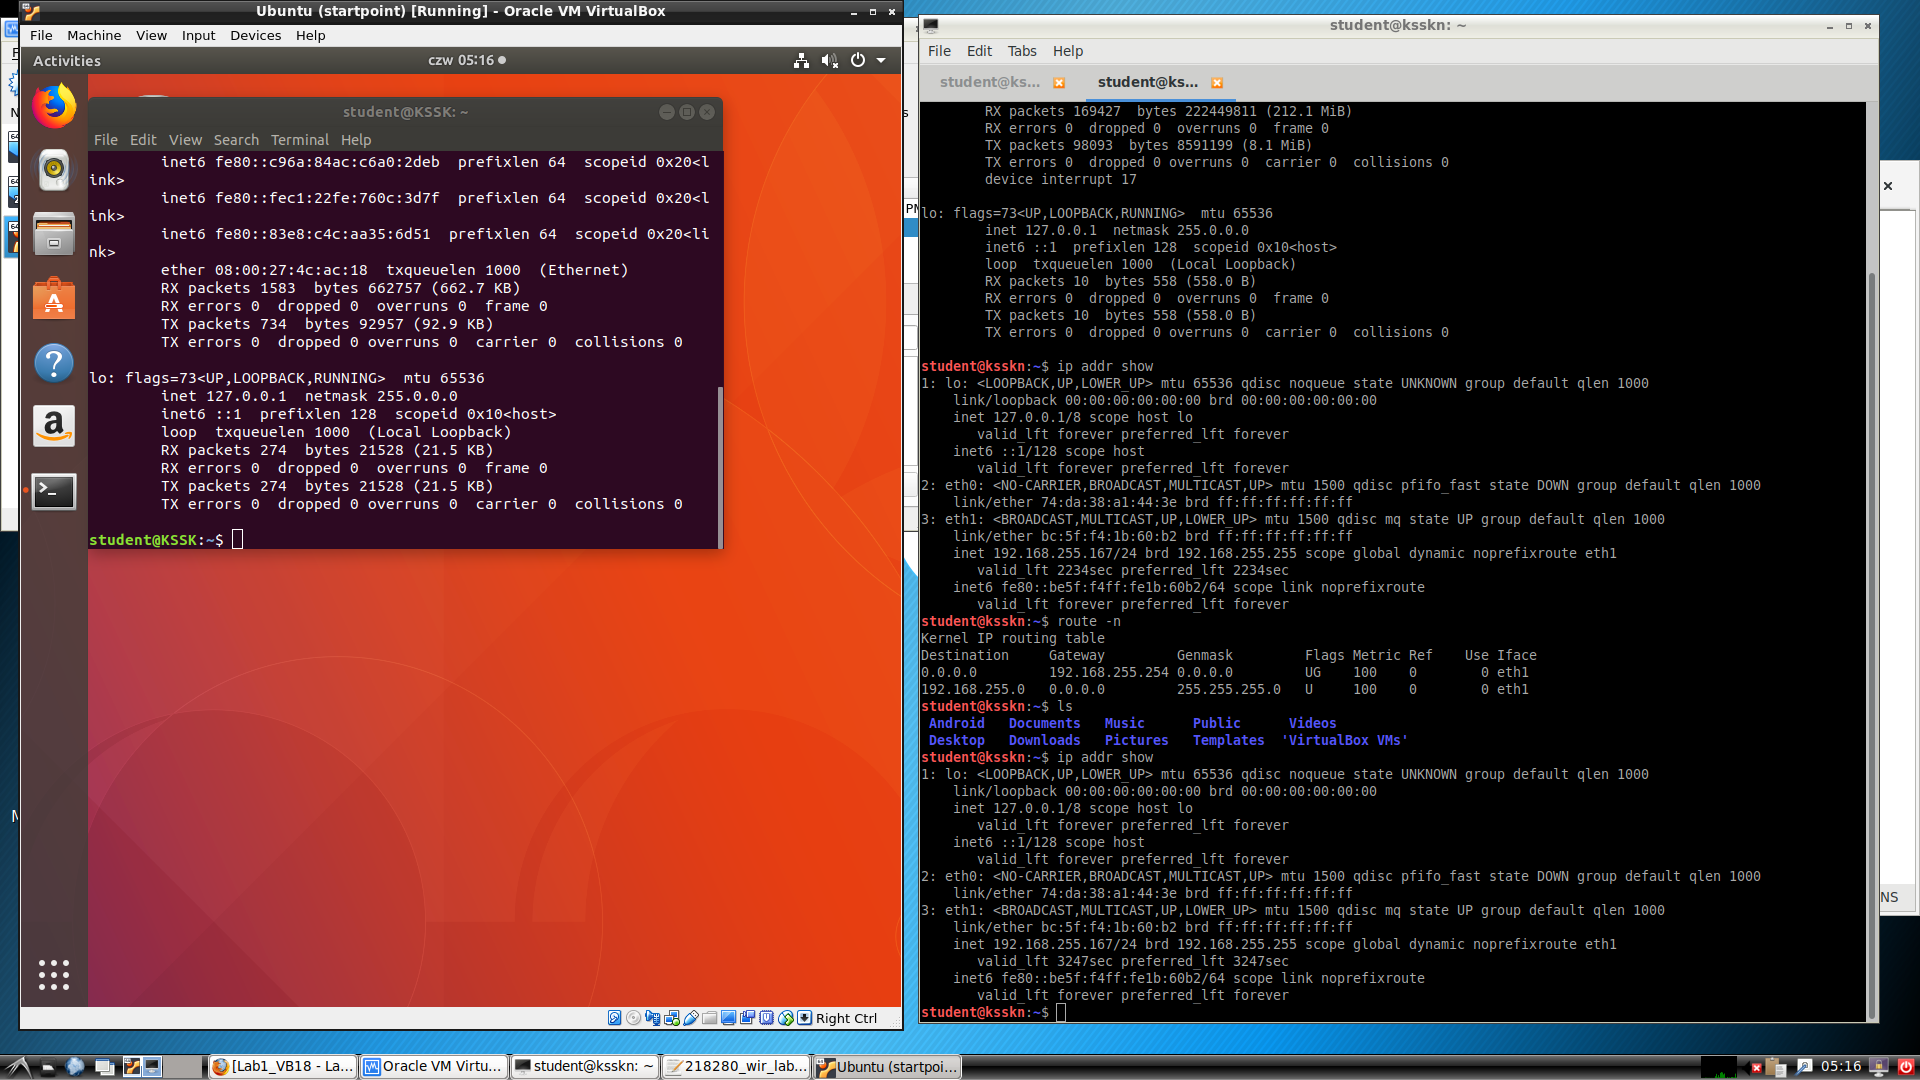 Ubuntu (startpoint) [Running] - Oracle VM VirtualBox
File Machine View Input Devices Help
Activities
czw 05:16
student@KSSK: ~
File Edit View Search Terminal Help
inet6 fe80::c96a:84ac:c6a0:2deb prefixlen 64 scopeid 0x20<l
ink>
inet6 fe80::fec1:22fe:760c:3d7f prefixlen 64 scopeid 0x20<l
ink>
inet6 fe80::83e8:c4c:aa35:6d51 prefixlen 64 scopeid 0x20<li
nk>
ether 08:00:27:4c:ac:18 txqueuelen 1000 (Ethernet)
RX packets 1583 bytes 662757 (662.7 KB)
RX errors 0 dropped 0 overruns 0 frame 0
TX packets 734 bytes 92957 (92.9 KB)
TX errors 0 dropped 0 overruns 0 carrier 0 collisions 0
lo: flags=73<UP,LOOPBACK,RUNNING> mtu 65536
inet 127.0.0.1 netmask 255.0.0.0
inet6 ::1 prefixlen 128 scopeid 0x10<host>
loop txqueuelen 1000 (Local Loopback)
RX packets 274 bytes 21528 (21.5 KB)
RX errors 0 dropped 0 overruns 0 frame 0
TX packets 274 bytes 21528 (21.5 KB)
TX errors 0 dropped 0 overruns 0 carrier 0 collisions 0
student@KSSK:~$
Right Ctrl
student@ksskn: ~
File Edit Tabs Help
student@ks...
student@ks...
RX packets 169427 bytes 222449811 (212.1 MiB)
RX errors 0 dropped 0 overruns 0 frame 0
TX packets 98093 bytes 8591199 (8.1 MiB)
TX errors 0 dropped 0 overruns 0 carrier 0 collisions 0
device interrupt 17
lo: flags=73<UP,LOOPBACK,RUNNING> mtu 65536
inet 127.0.0.1 netmask 255.0.0.0
inet6 ::1 prefixlen 128 scopeid 0x10<host>
loop txqueuelen 1000 (Local Loopback)
RX packets 10 bytes 558 (558.0 B)
RX errors 0 dropped 0 overruns 0 frame 0
TX packets 10 bytes 558 (558.0 B)
TX errors 0 dropped 0 overruns 0 carrier 0 collisions 0
student@ksskn:~$ ip addr show
1: lo: <LOOPBACK,UP,LOWER_UP> mtu 65536 qdisc noqueue state UNKNOWN group default qlen 1000
link/loopback 00:00:00:00:00:00 brd 00:00:00:00:00:00
inet 127.0.0.1/8 scope host lo
valid_lft forever preferred_lft forever
inet6 ::1/128 scope host
valid_lft forever preferred_lft forever
2: eth0: <NO-CARRIER,BROADCAST,MULTICAST,UP> mtu 1500 qdisc pfifo_fast state DOWN group default qlen 1000
link/ether 74:da:38:a1:44:3e brd ff:ff:ff:ff:ff:ff
3: eth1: <BROADCAST,MULTICAST,UP,LOWER_UP> mtu 1500 qdisc mq state UP group default qlen 1000
link/ether bc:5f:f4:1b:60:b2 brd ff:ff:ff:ff:ff:ff
inet 192.168.255.167/24 brd 192.168.255.255 scope global dynamic noprefixroute eth1
valid_lft 2234sec preferred_lft 2234sec
inet6 fe80::be5f:f4ff:fe1b:60b2/64 scope link noprefixroute
valid_lft forever preferred_lft forever
student@ksskn:~$ route -n
Kernel IP routing table
Destination Gateway Genmask Flags Metric Ref Use Iface
0.0.0.0 192.168.255.254 0.0.0.0 UG 100 0 0 eth1
192.168.255.0 0.0.0.0 255.255.255.0 U 100 0 0 eth1
student@ksskn:~$ ls
Android Documents Music Public Videos
Desktop Downloads Pictures Templates 'VirtualBox VMs'
student@ksskn:~$ ip addr show
1: lo: <LOOPBACK,UP,LOWER_UP> mtu 65536 qdisc noqueue state UNKNOWN group default qlen 1000
link/loopback 00:00:00:00:00:00 brd 00:00:00:00:00:00
inet 127.0.0.1/8 scope host lo
valid_lft forever preferred_lft forever
inet6 ::1/128 scope host
valid_lft forever preferred_lft forever
2: eth0: <NO-CARRIER,BROADCAST,MULTICAST,UP> mtu 1500 qdisc pfifo_fast state DOWN group default qlen 1000
link/ether 74:da:38:a1:44:3e brd ff:ff:ff:ff:ff:ff
3: eth1: <BROADCAST,MULTICAST,UP,LOWER_UP> mtu 1500 qdisc mq state UP group default qlen 1000
link/ether bc:5f:f4:1b:60:b2 brd ff:ff:ff:ff:ff:ff
inet 192.168.255.167/24 brd 192.168.255.255 scope global dynamic noprefixroute eth1
valid_lft 3247sec preferred_lft 3247sec
inet6 fe80::be5f:f4ff:fe1b:60b2/64 scope link noprefixroute
valid_lft forever preferred_lft forever
student@ksskn:~$
NS
[Lab1_VB18 - La...
Oracle VM Virtu...
student@ksskn: ~
218280_wir_lab...
Ubuntu (startpoi...
05:16